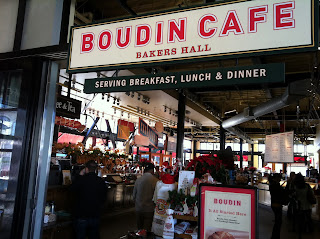 BOUDIN CAFE
BAKERS HALL
SERVING BREAKFAST, LUNCH & DINNER
BOUDIN